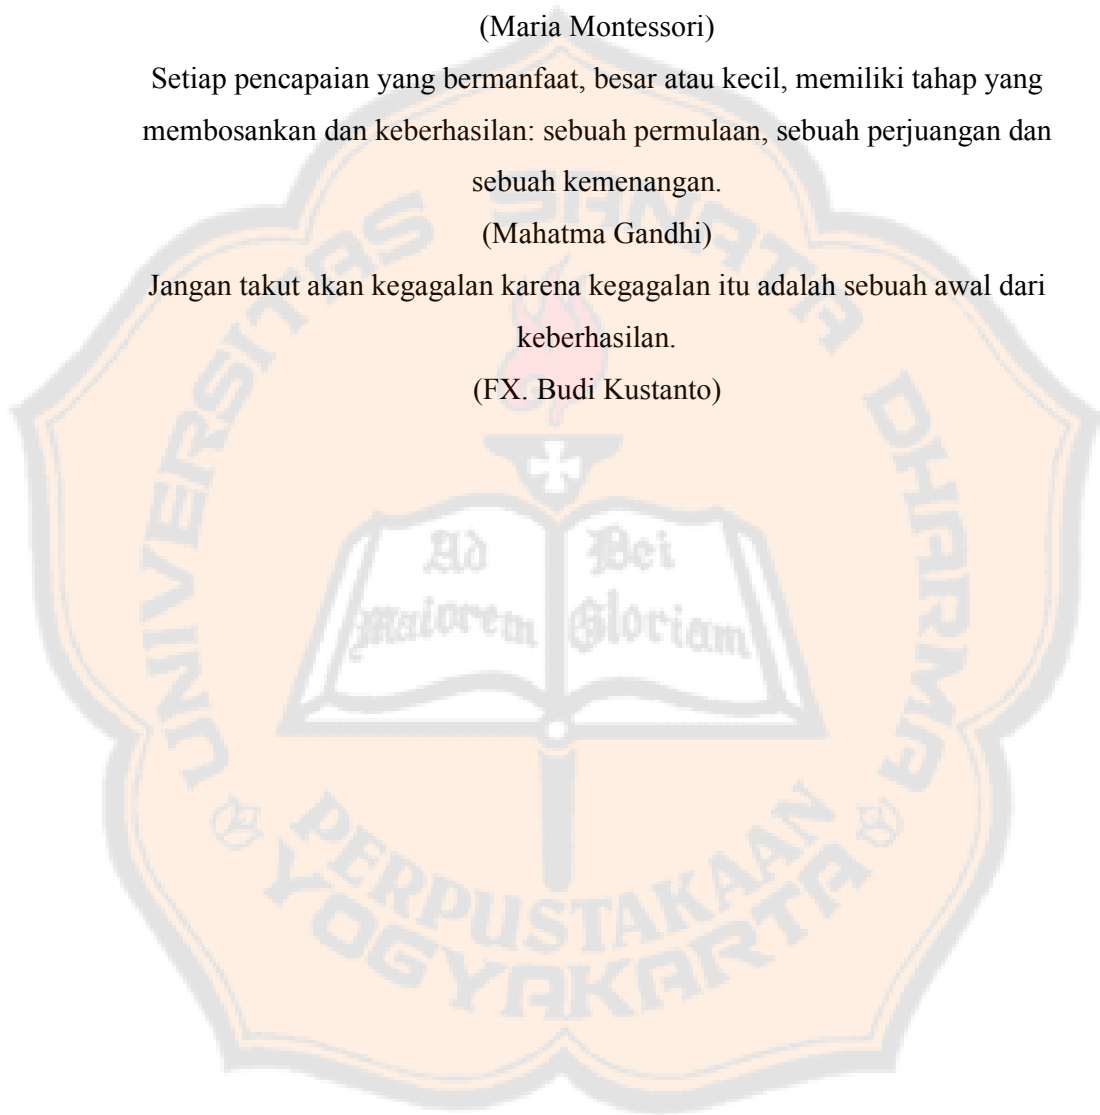 (Maria Montessori)
Setiap pencapaian yang bermanfaat, besar atau kecil, memiliki tahap yang
membosankan dan keberhasilan: sebuah permulaan, sebuah perjuangan dan
sebuah kemenangan.
(Mahatma Gandhi)
Jangan takut akan kegagalan karena kegagalan itu adalah sebuah awal dari
keberhasilan.
(FX. Budi Kustanto)
UNIVERSITAS SANATA DHARMA
Ad Dei
maiorem Gloriam
PERPUSTAKAAN
YOGYAKARTA